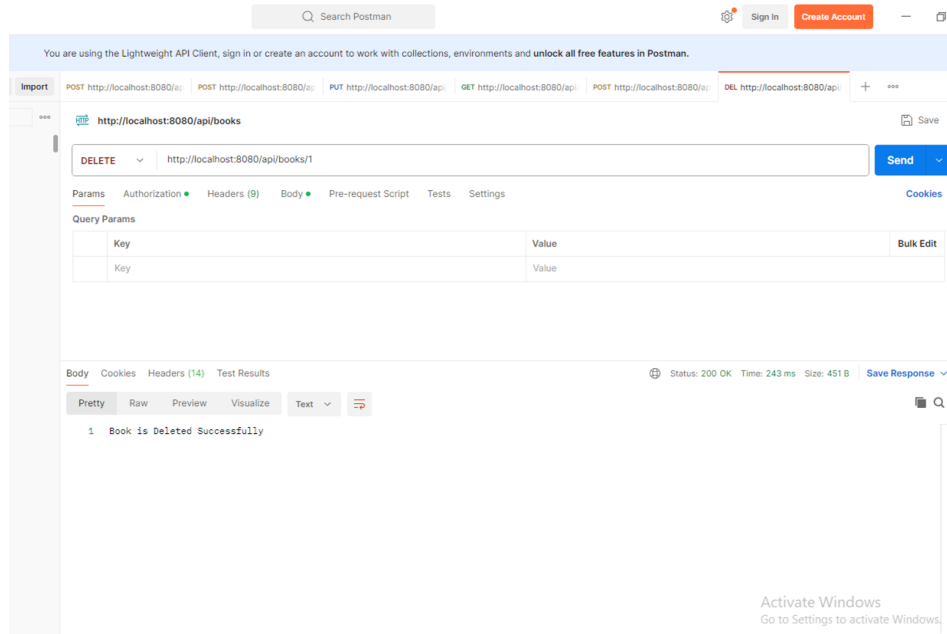 Search Postman
Sign In
Create Account
You are using the Lightweight API Client, sign in or create an account to work with collections, environments and unlock all free features in Postman.
Import
POST http://localhost:8080/ap
POST http://localhost:8080/ap
PUT http://localhost:8080/api
GET http://localhost:8080/api
POST http://localhost:8080/ap
DEL http://localhost:8080/api
HTTP http://localhost:8080/api/books
Save
DELETE http://localhost:8080/api/books/1
Send
Params Authorization Headers (9) Body Pre-request Script Tests Settings
Cookies
Query Params
Key Value Bulk Edit
Key Value
Body Cookies Headers (14) Test Results
Status: 200 OK Time: 243 ms Size: 451 B Save Response
Pretty Raw Preview Visualize Text
1 Book is Deleted Successfully
Activate Windows
Go to Settings to activate Windows.